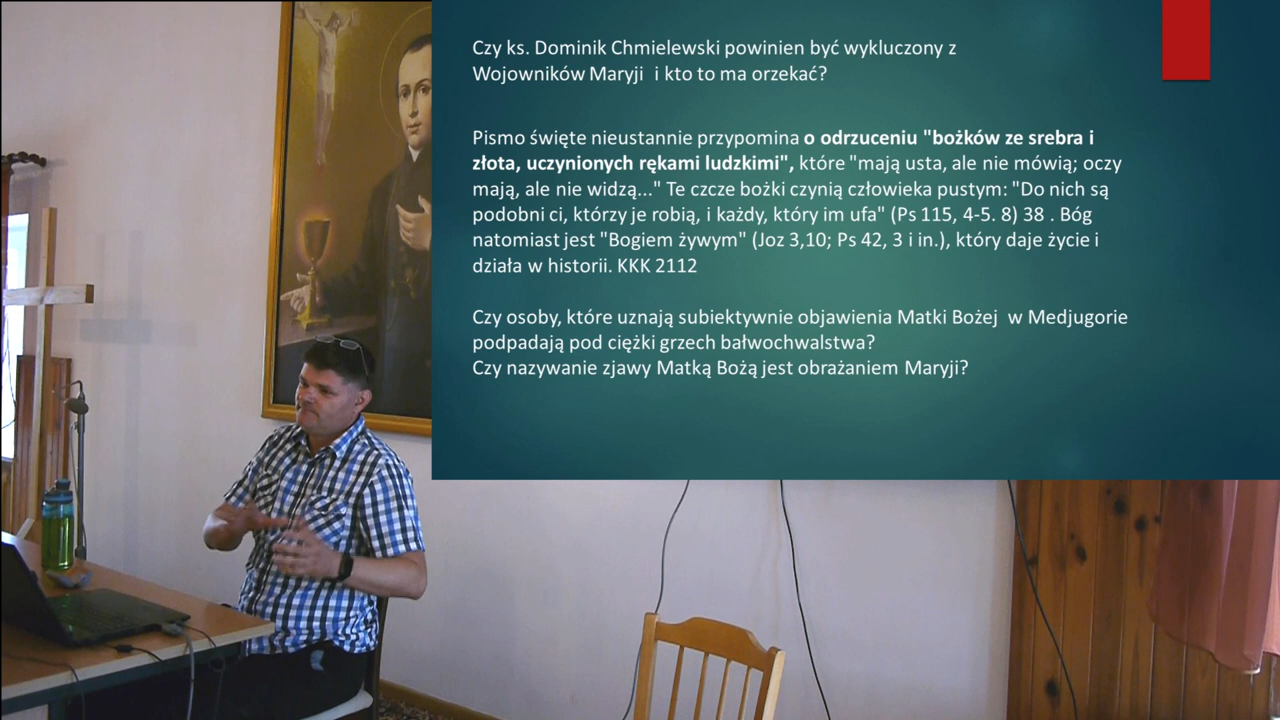 Czy ks. Dominik Chmielewski powinien być wykluczony z
Wojowników Maryji  i kto to ma orzekać?
Pismo święte nieustannie przypomina o odrzuceniu "bożków ze srebra i
złota, uczynionych rękami ludzkimi", które "mają usta, ale nie mówią; oczy
mają, ale nie widzą..." Te czcze bożki czynią człowieka pustym: "Do nich są
podobni ci, którzy je robią, i każdy, który im ufa" (Ps 115, 4-5. 8) 38 . Bóg
natomiast jest "Bogiem żywym" (Joz 3,10; Ps 42, 3 i in.), który daje życie i
działa w historii. KKK 2112
Czy osoby, które uznają subiektywnie objawienia Matki Bożej  w Medjugorie
podpadają pod ciężki grzech bałwochwalstwa?
Czy nazywanie zjawy Matką Bożą jest obrażaniem Maryji?